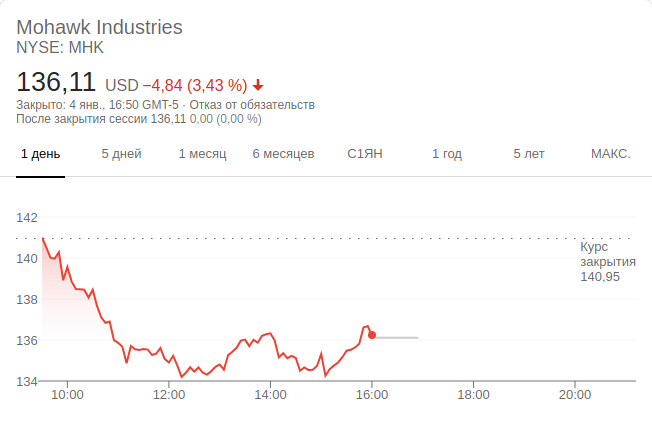 Mohawk Industries
NYSE: MHK
136,11 USD −4,84 (3,43 %)
Закрыто: 4 янв., 16:50 GMT-5 · Отказ от обязательств
После закрытия сессии 136,11 0,00 (0,00 %)
1 день 5 дней 1 месяц 6 месяцев С1ЯН 1 год 5 лет МАКС.
142
140
138
136
134
Курс
закрытия
140,95
10:00 12:00 14:00 16:00 18:00 20:00